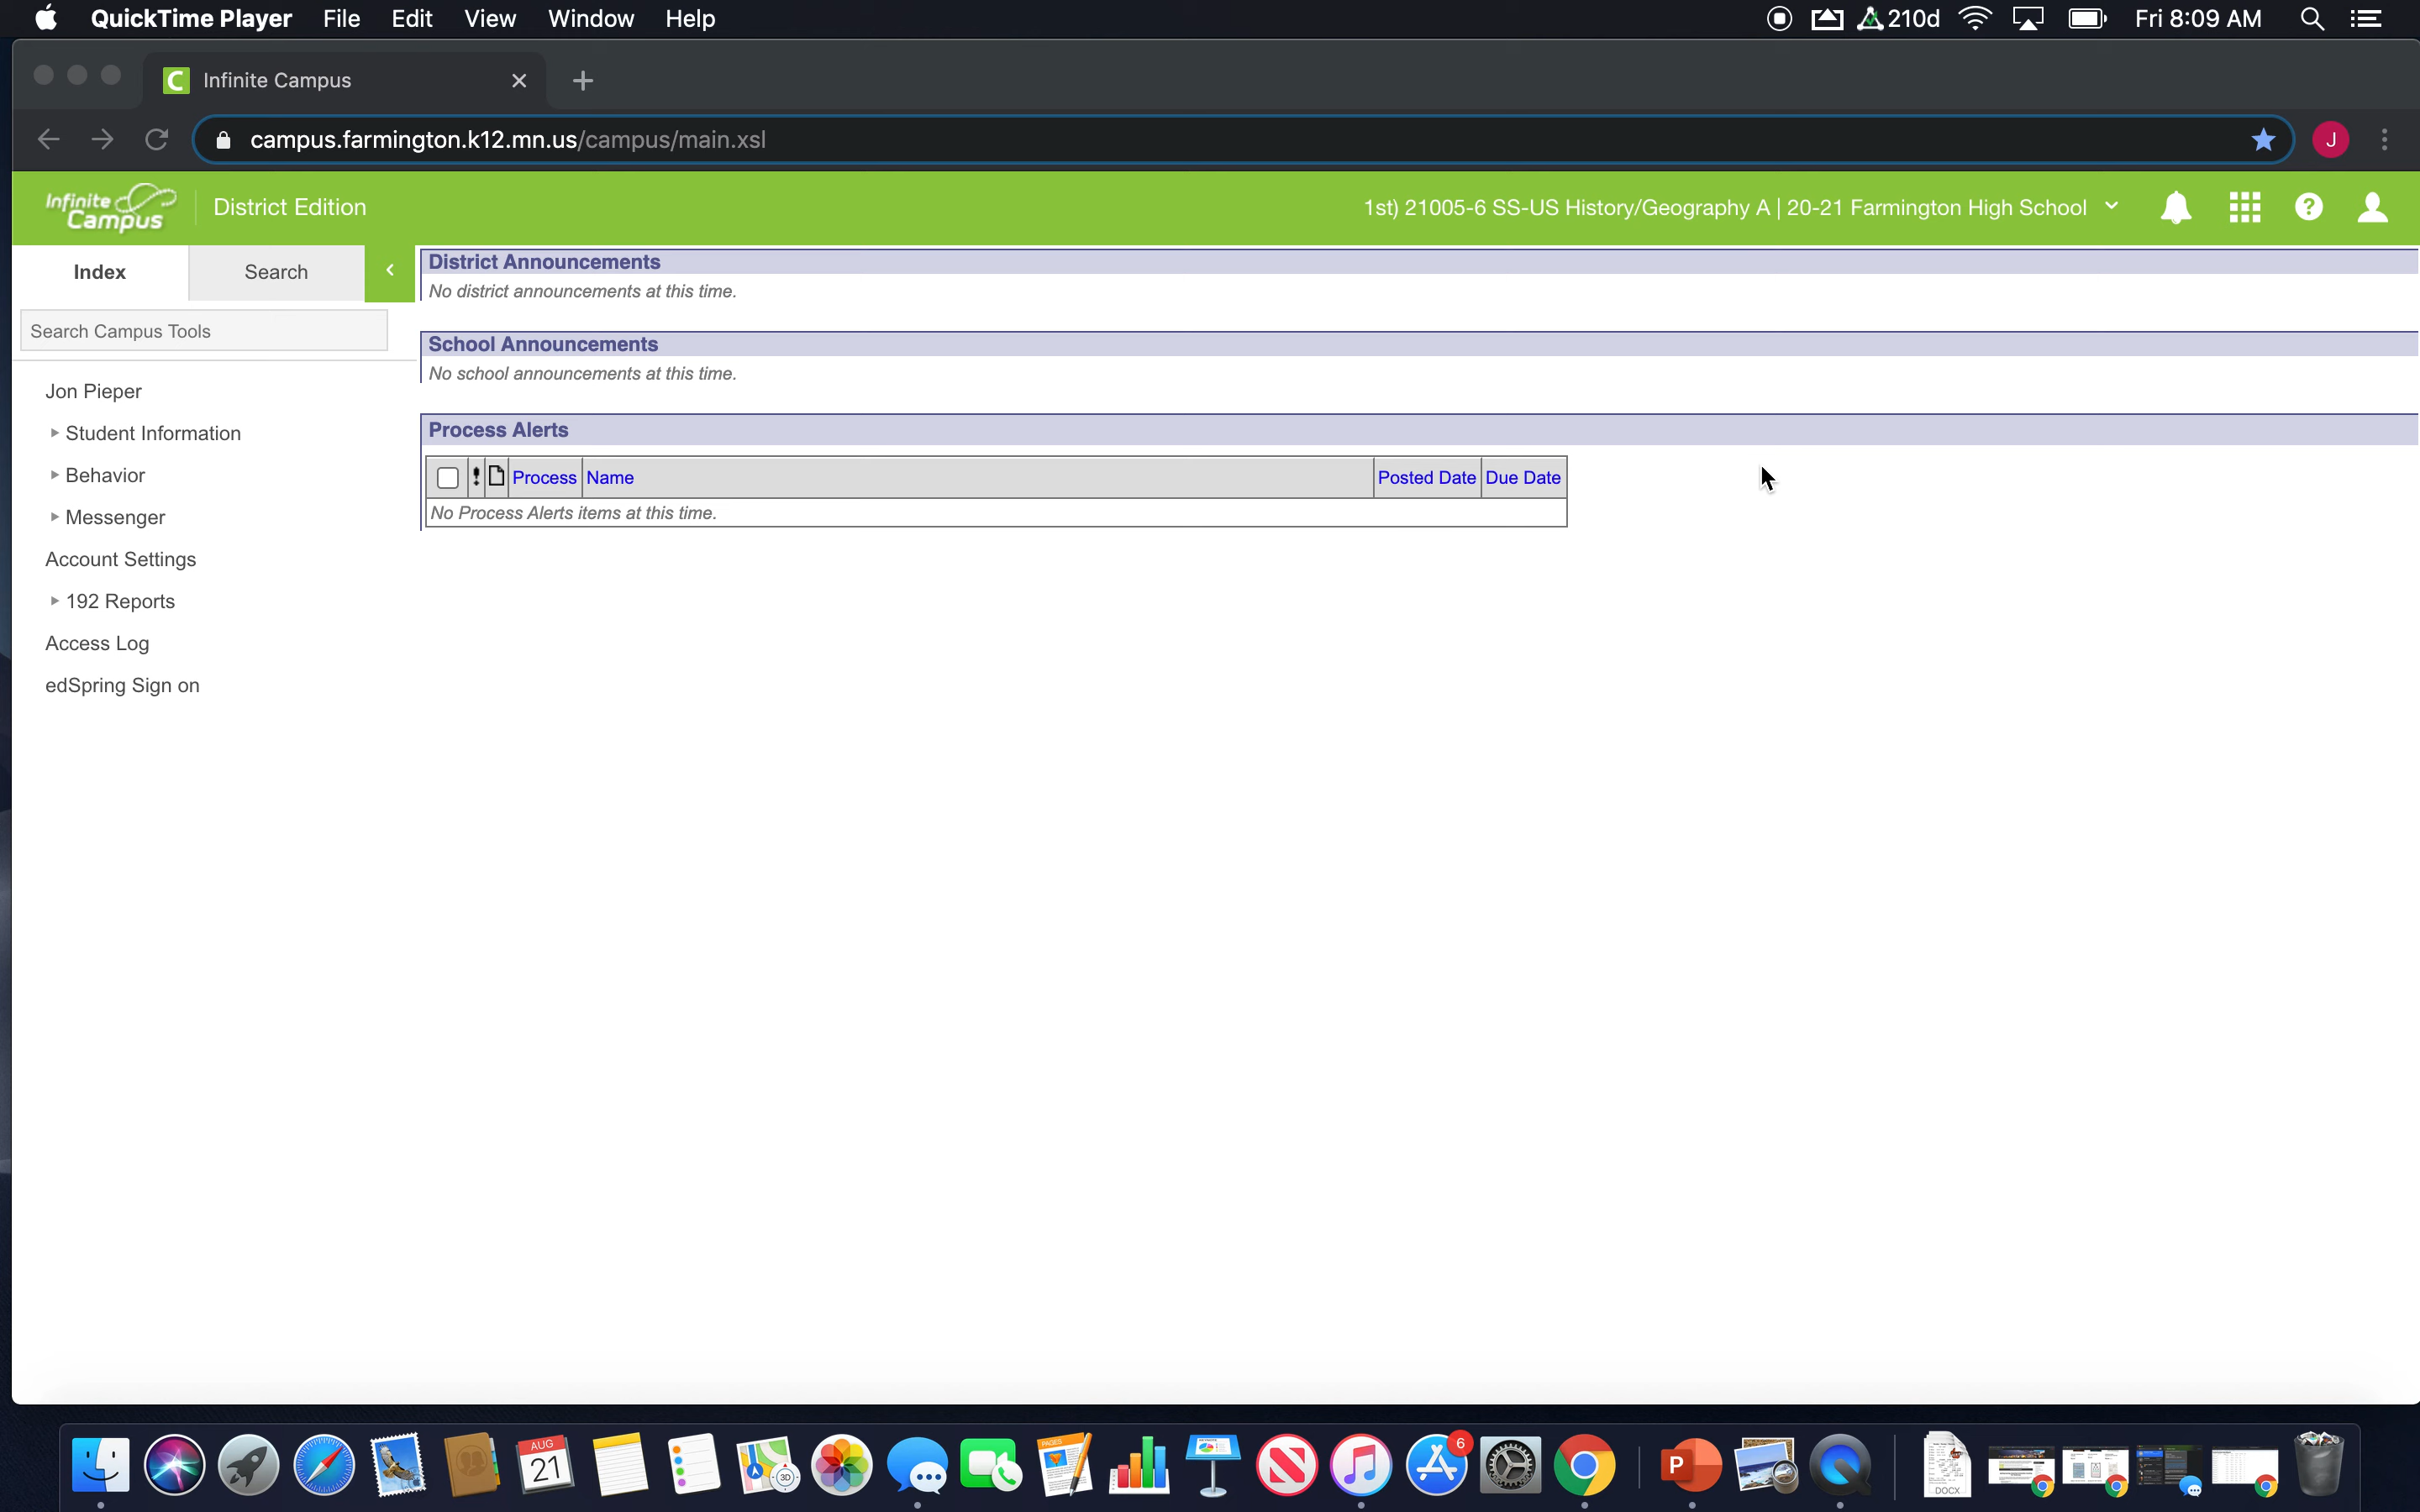 QuickTime Player File Edit View Window Help 210d Fri 8:09 AM
Infinite Campus
campus.farmington.k12.mn.us/campus/main.xsl J
Infinite Campus District Edition 1st) 21005-6 SS-US History/Geography A | 20-21 Farmington High School
Index Search
District Announcements
No district announcements at this time.
Search Campus Tools
School Announcements
No school announcements at this time.
Jon Pieper
Student Information
Behavior
Messenger
Account Settings
192 Reports
Access Log
edSpring Sign on
Process Alerts
Process Name Posted Date Due Date
No Process Alerts items at this time.
AUG
21
PAGES
3D
6
P
DOCX